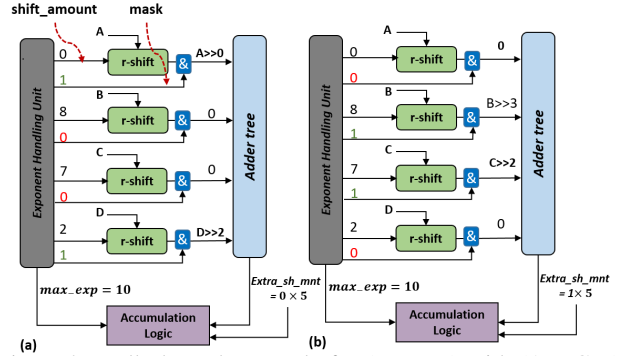 shift_amount
mask
A
0
r-shift
&
A>>0
1
B
8
r-shift
&
0
0
C
7
r-shift
&
0
0
D
2
r-shift
&
D>>2
1
Exponent Handling Unit
Adder tree
max_exp = 10
Extra_sh_mnt
= 0 × 5
Accumulation
Logic
(a)
A
0
r-shift
&
0
0
B
8
r-shift
&
B>>3
1
C
7
r-shift
&
C>>2
1
D
2
r-shift
&
0
0
Exponent Handling Unit
Adder tree
max_exp = 10
Extra_sh_mnt
= 1× 5
Accumulation
Logic
(b)